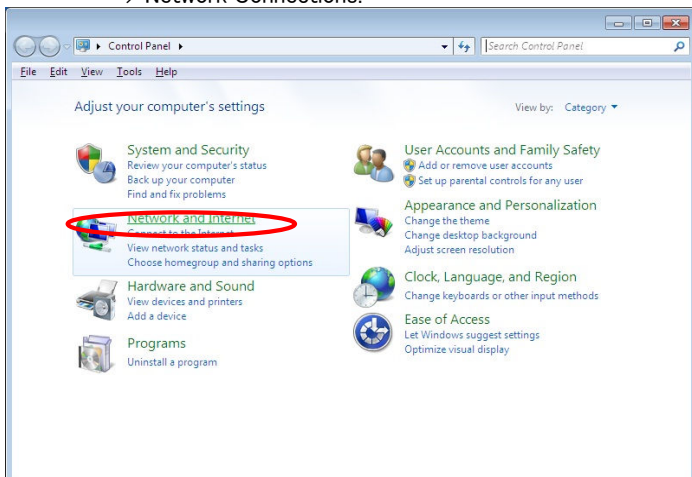 → Network Connections.
Control Panel
Search Control Panel
File Edit View Tools Help
Adjust your computer's settings
View by: Category
System and Security
Review your computer's status
Back up your computer
Find and fix problems
Network and Internet
Connect to the Internet
View network status and tasks
Choose homegroup and sharing options
Hardware and Sound
View devices and printers
Add a device
Programs
Uninstall a program
User Accounts and Family Safety
Add or remove user accounts
Set up parental controls for any user
Appearance and Personalization
Change the theme
Change desktop background
Adjust screen resolution
Clock, Language, and Region
Change keyboards or other input methods
Ease of Access
Let Windows suggest settings
Optimize visual display